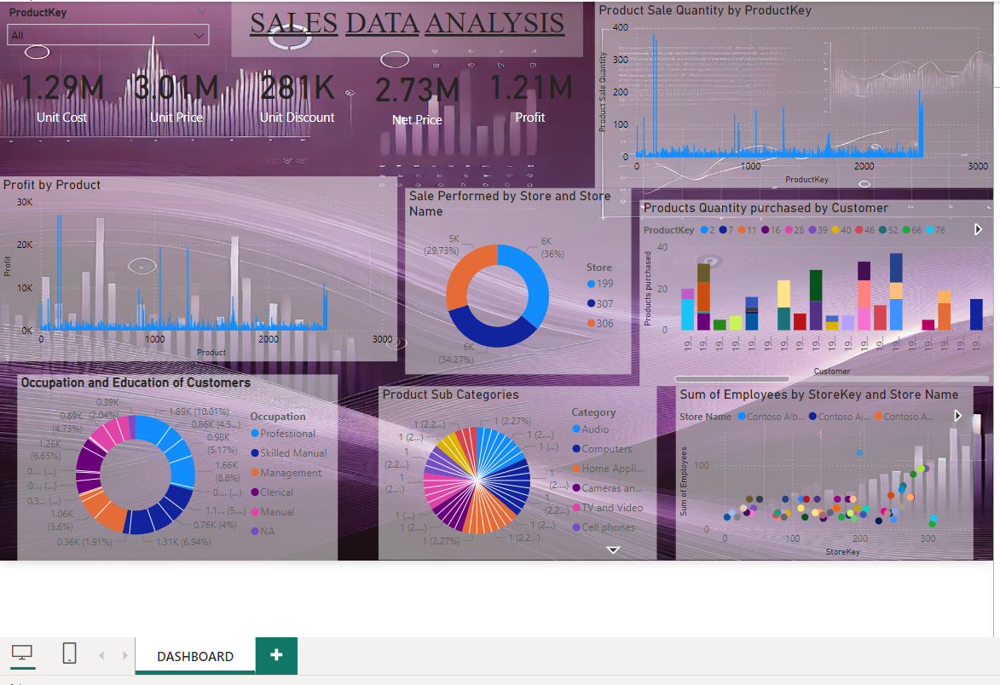 ProductKey
All
SALES DATA ANALYSIS
1.29M
Unit Cost
3.01M
Unit Price
281K
Unit Discount
2.73M
Net Price
1.21M
Profit
Product Sale Quantity by ProductKey
Product Sale Quantity
400
300
200
100
0
0 1000 2000 3000
ProductKey
Profit by Product
Profit
30K
20K
10K
0K
0 1000 2000 3000
Product
Sale Performed by Store and Store
Name
5K
(29.73%)
6K
(36%)
6K
(34.27%)
Store
199
307
306
Products Quantity purchased by Customer
ProductKey 2 7 11 16 28 39 40 46 52 66 76
Products purchased
40
20
0
19... 19... 19... 19... 19... 19... 19... 19... 19... 19... 19... 19... 19... 19... 19... 19... 19... 19... 19...
Customer
Occupation and Education of Customers
0.39K
(2.04%)
0.89K
(4.73%)
1.26K
(6.65%)
0.... (...)
0.... (...)
0.3... (...)
1.06K
(5.6%)
0.36K (1.91%)
1.89K (10.01%)
0.86K (4.5...)
0.98K
(5.17%)
1.66K
(8.8%)
0.... (...)
1.1... (5....)
0.76K (4%)
1.31K (6.94%)
Occupation
Professional
Skilled Manual
Management
Clerical
Manual
NA
Product Sub Categories
1 (2.2...)
1 (2...)
1
(2.2...)
1
(2....)
1 (...)
1 (2....)
1 (2.27%)
1 (2.27%)
1 (2....)
1 (...)
1
(2....)
1
(2.2...)
1 (2....)
1 (2.2...)
Category
Audio
Computers
Home Appli...
Cameras an...
TV and Video
Cell phones
Sum of Employees by StoreKey and Store Name
Store Name Contoso Alb... Contoso Al... Contoso A...
Sum of Employees
100
0
0 100 200 300
StoreKey
DASHBOARD
+